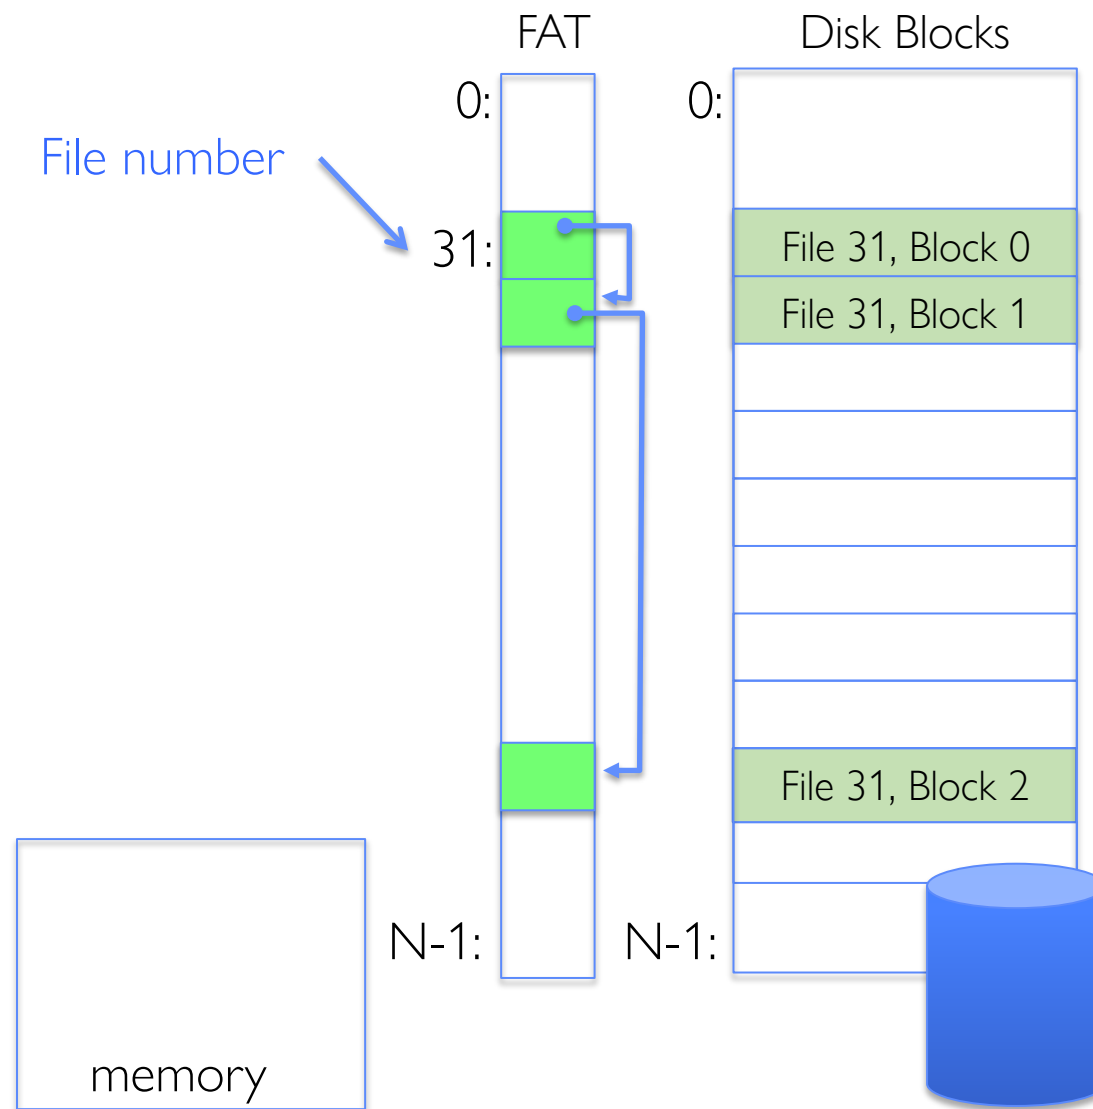 FAT
Disk Blocks
0:
0:
File number
31:
File 31, Block 0
File 31, Block 1
File 31, Block 2
N-1:
N-1:
memory